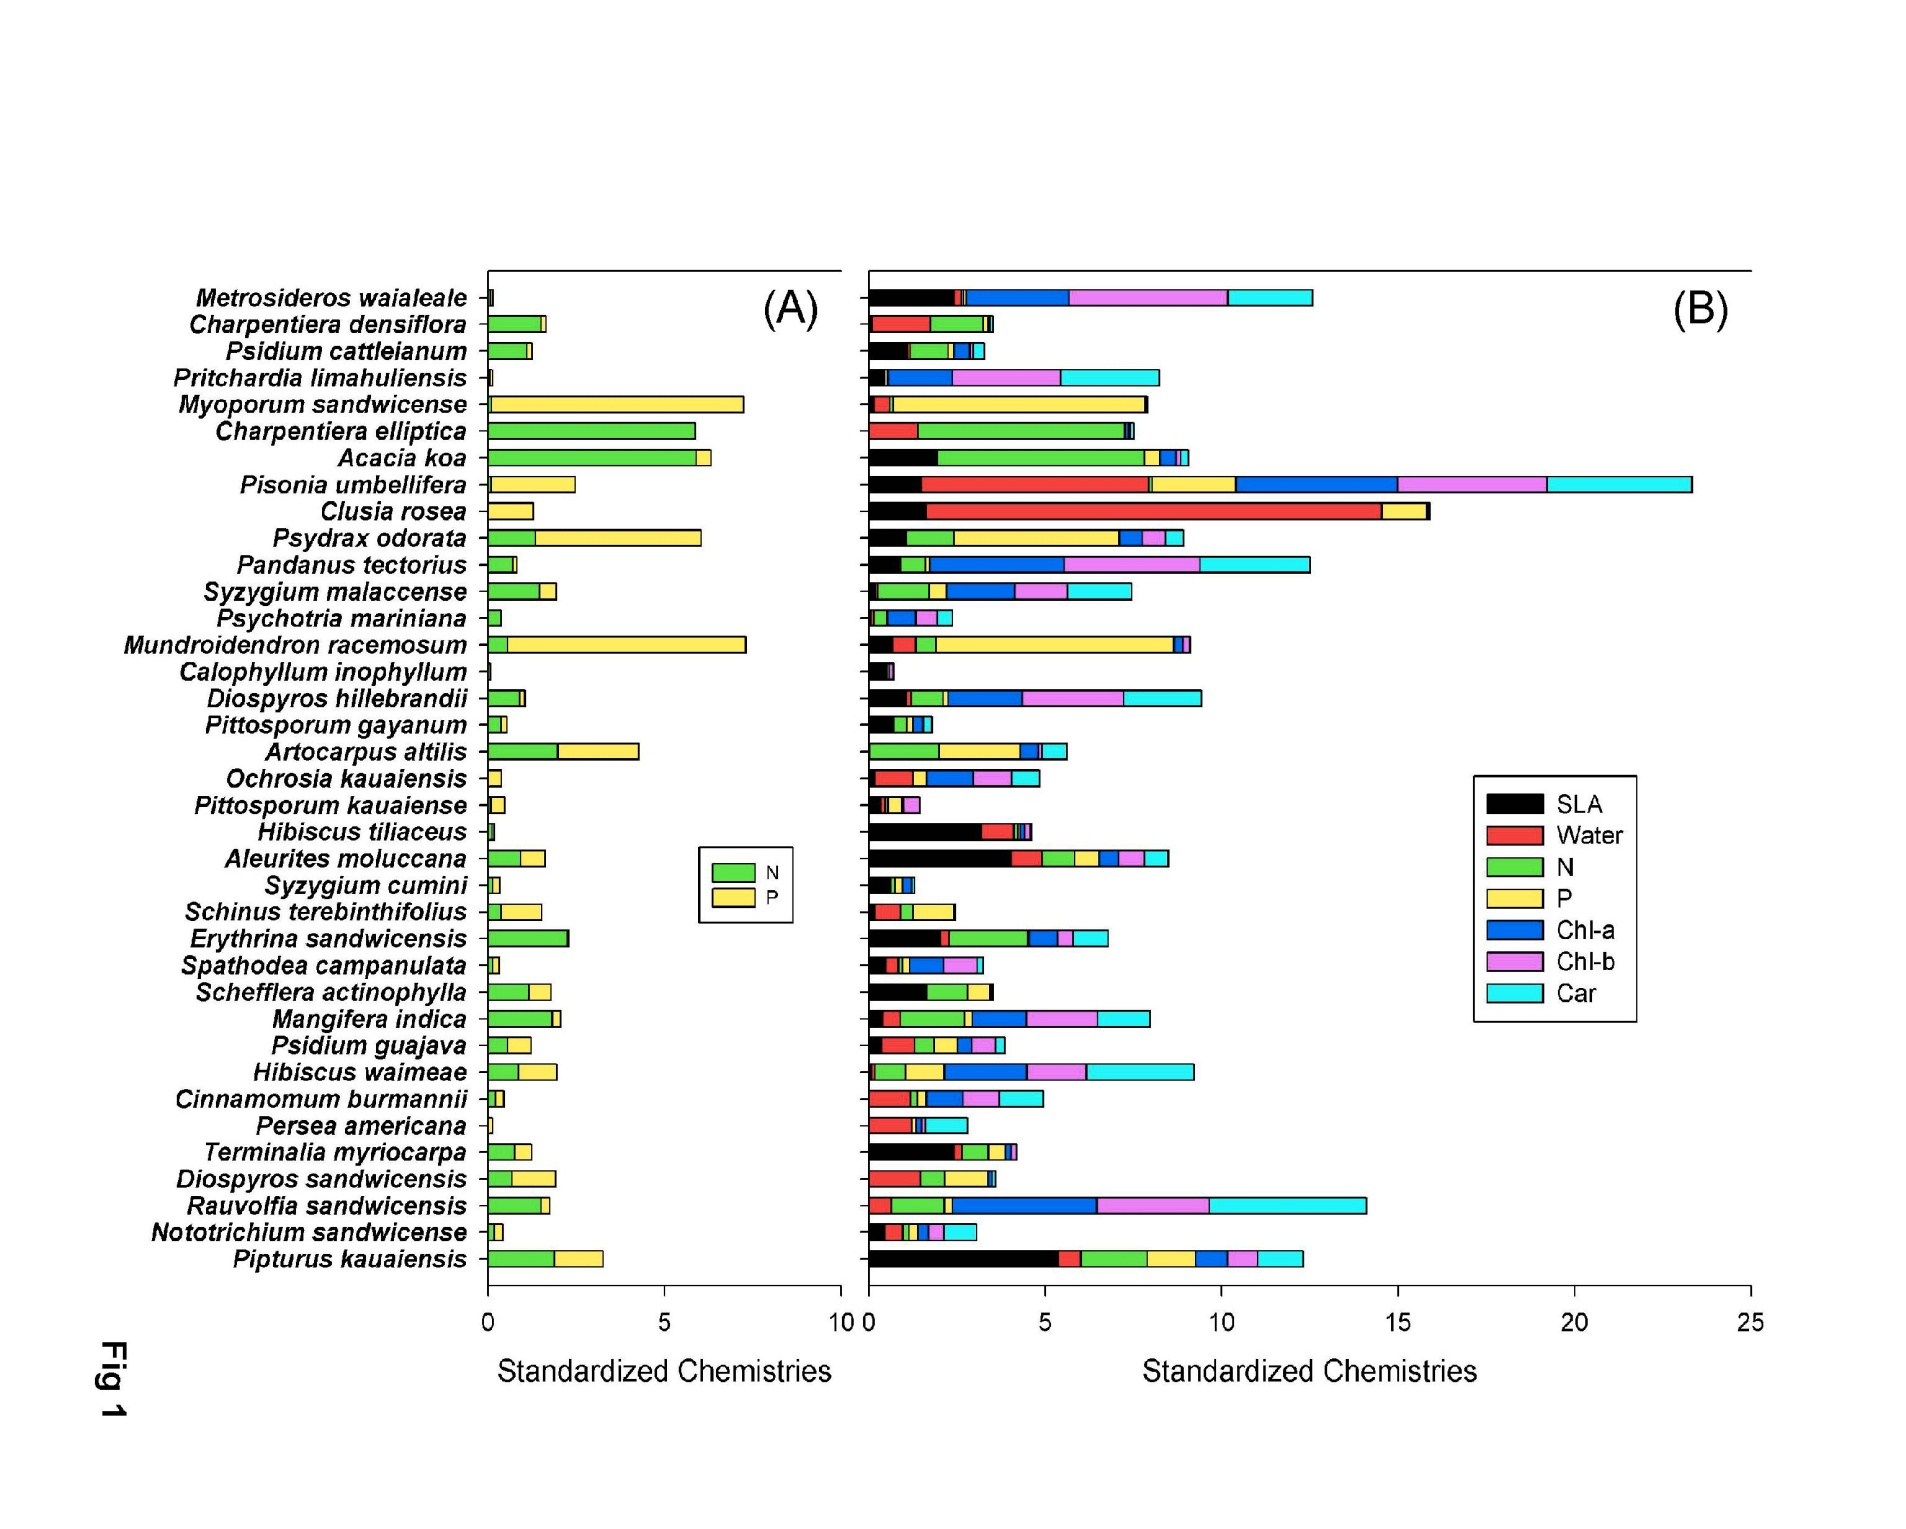 (A)
(B)
Metrosideros waialeale
Charpentiera densiflora
Psidium cattleianum
Pritchardia limahuliensis
Myoporum sandwicense
Charpentiera elliptica
Acacia koa
Pisonia umbellifera
Clusia rosea
Psydrax odorata
Pandanus tectorius
Syzygium malaccense
Psychotria mariniana
Mundroidendron racemosum
Calophyllum inophyllum
Diospyros hillebrandii
Pittosporum gayanum
Artocarpus altilis
Ochrosia kauaiensis
Pittosporum kauaiense
Hibiscus tiliaceus
Aleurites moluccana
Syzygium cumini
Schinus terebinthifolius
Erythrina sandwicensis
Spathodea campanulata
Schefflera actinophylla
Mangifera indica
Psidium guajava
Hibiscus waimeae
Cinnamomum burmannii
Persea americana
Terminalia myriocarpa
Diospyros sandwicensis
Rauvolfia sandwicensis
Nototrichium sandwicense
Pipturus kauaiensis
N
P
SLA
Water
N
P
Chl-a
Chl-b
Car
0 5 10
0 5 10 15 20 25
Standardized Chemistries
Standardized Chemistries
Fig 1